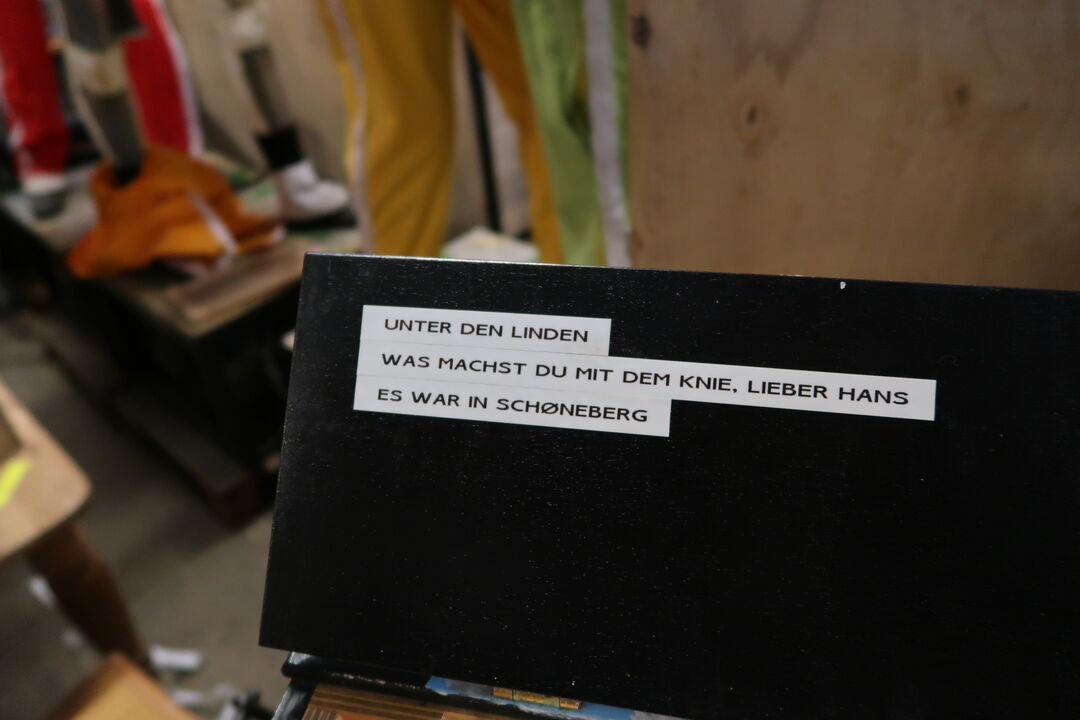 UNTER DEN LINDEN
WAS MACHST DU MIT DEM KNIE, LIEBER HANS
ES WAR IN SCHØNEBERG